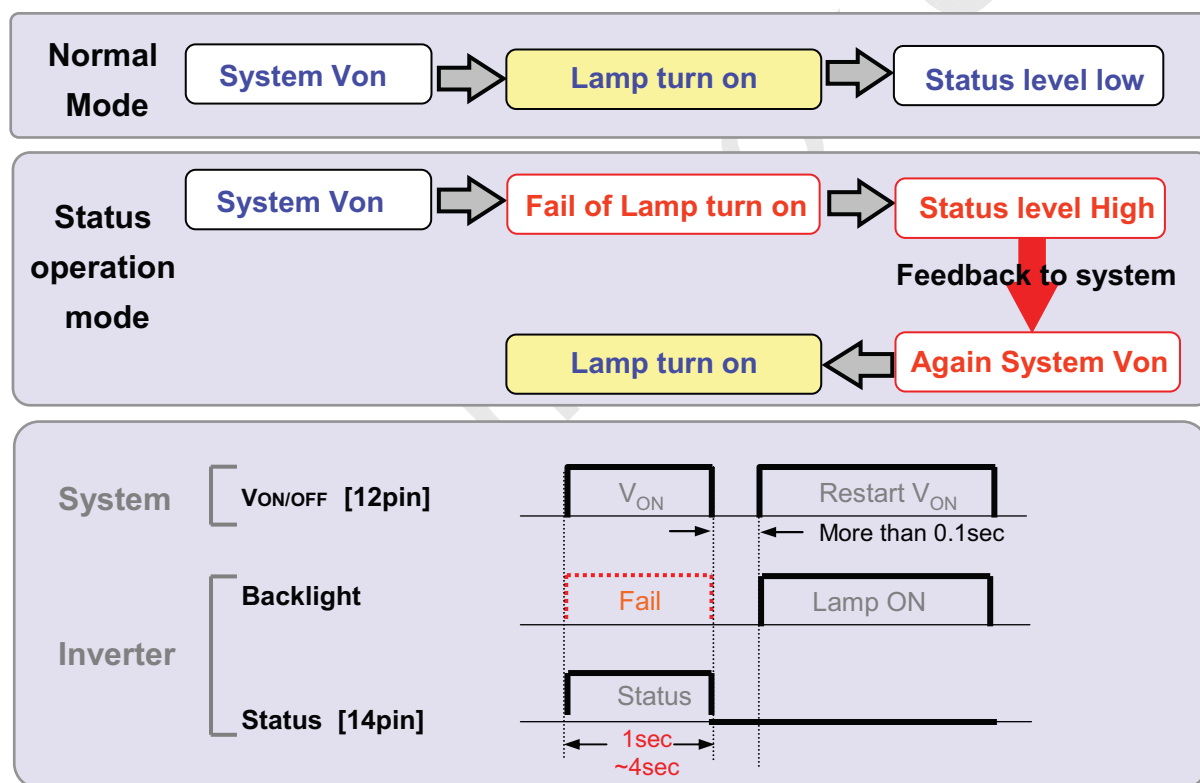 Normal
Mode
System Von
Lamp turn on
Status level low
Status
operation
mode
System Von
Fail of Lamp turn on
Status level High
Feedback to system
Lamp turn on
Again System Von
System
VON/OFF [12pin]
VON
Restart VON
More than 0.1sec
Inverter
Backlight
Fail
Lamp ON
Status [14pin]
Status
1sec
~4sec